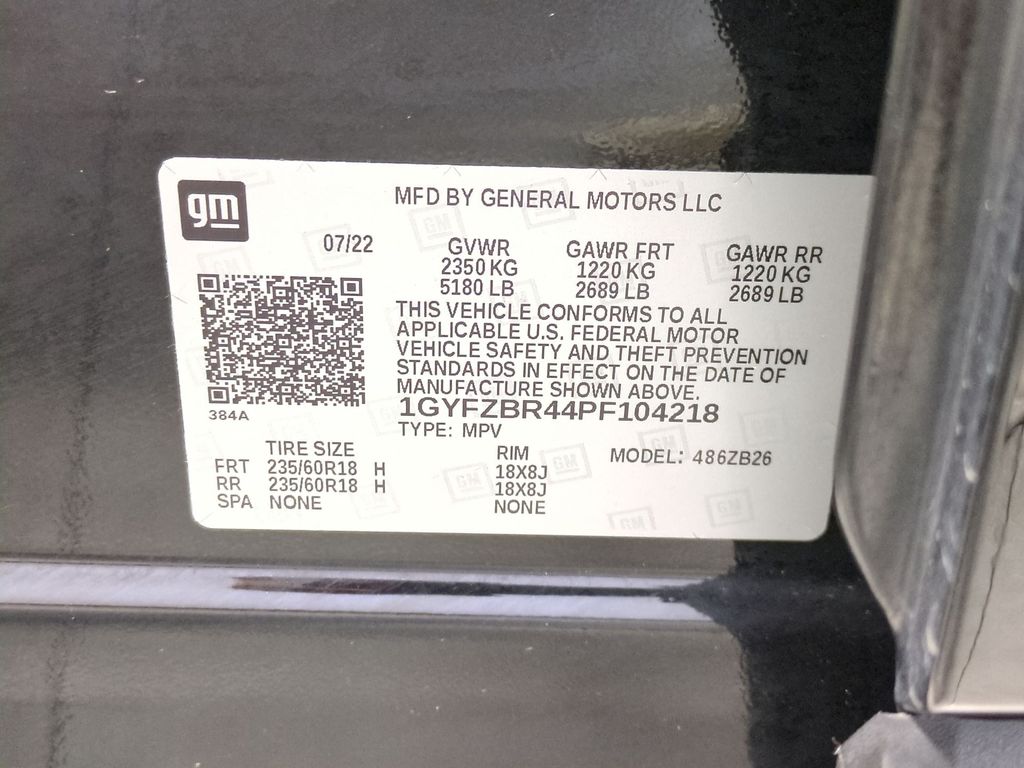 gm
MFD BY GENERAL MOTORS LLC
07/22 GVWR GAWR FRT GAWR RR
2350 KG 1220 KG 1220 KG
5180 LB 2689 LB 2689 LB
THIS VEHICLE CONFORMS TO ALL
APPLICABLE U.S. FEDERAL MOTOR
VEHICLE SAFETY AND THEFT PREVENTION
STANDARDS IN EFFECT ON THE DATE OF
MANUFACTURE SHOWN ABOVE.
384A
1GYFZBR44PF104218
TYPE: MPV
TIRE SIZE RIM MODEL: 486ZB26
FRT 235/60R18 H 18X8J
RR 235/60R18 H 18X8J
SPA NONE NONE